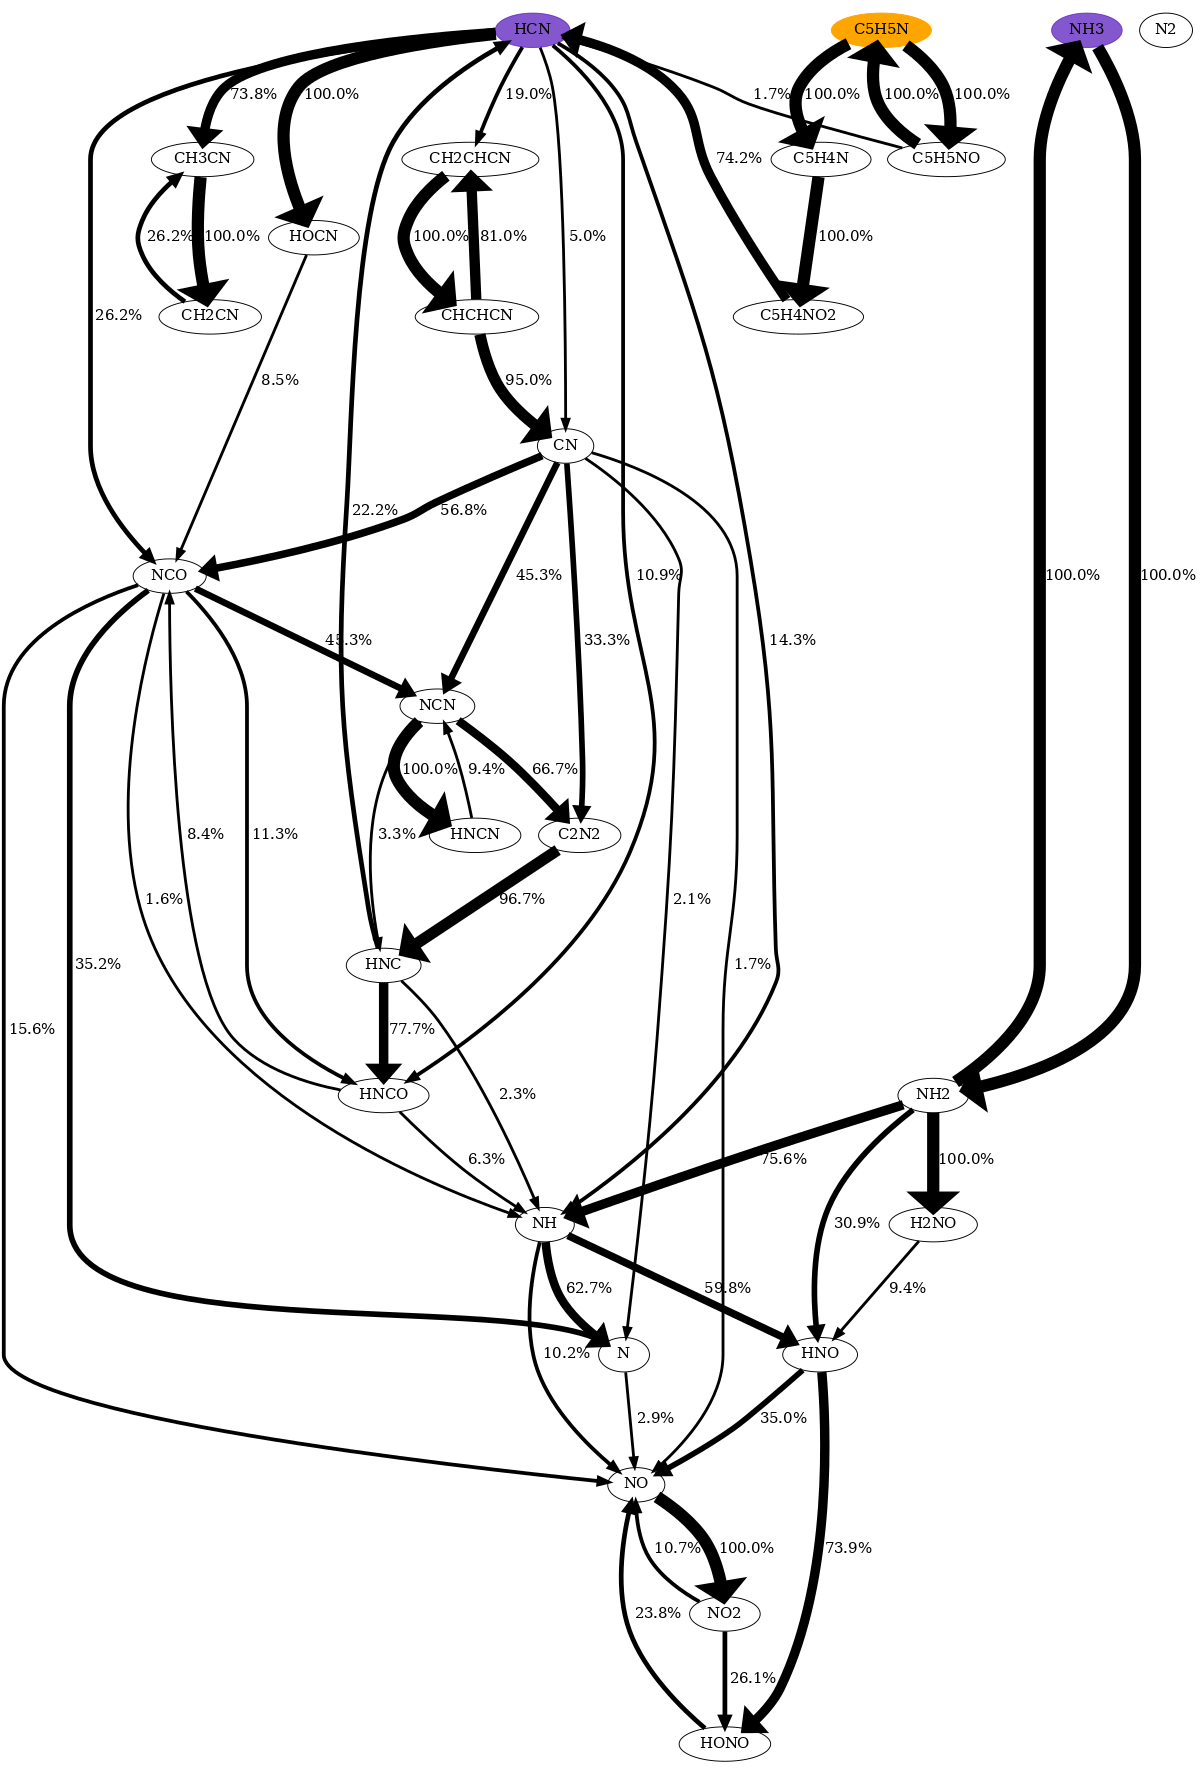 HCN
C5H5N
NH3
N2
73.8%
100.0%
19.0%
1.7%
100.0%
100.0%
100.0%
CH3CN
CH2CHCN
74.2%
C5H4N
C5H5NO
26.2%
100.0%
HOCN
100.0%
81.0%
5.0%
100.0%
CH2CN
CHCHCN
C5H4NO2
26.2%
8.5%
95.0%
CN
22.2%
56.8%
NCO
45.3%
10.9%
100.0%
100.0%
45.3%
33.3%
14.3%
NCN
100.0%
9.4%
66.7%
8.4%
11.3%
3.3%
HNCN
C2N2
1.6%
96.7%
2.1%
35.2%
HNC
1.7%
15.6%
77.7%
HNCO
2.3%
NH2
6.3%
75.6%
100.0%
NH
30.9%
H2NO
62.7%
59.8%
9.4%
10.2%
N
HNO
2.9%
35.0%
NO
10.7%
100.0%
73.9%
23.8%
NO2
26.1%
HONO